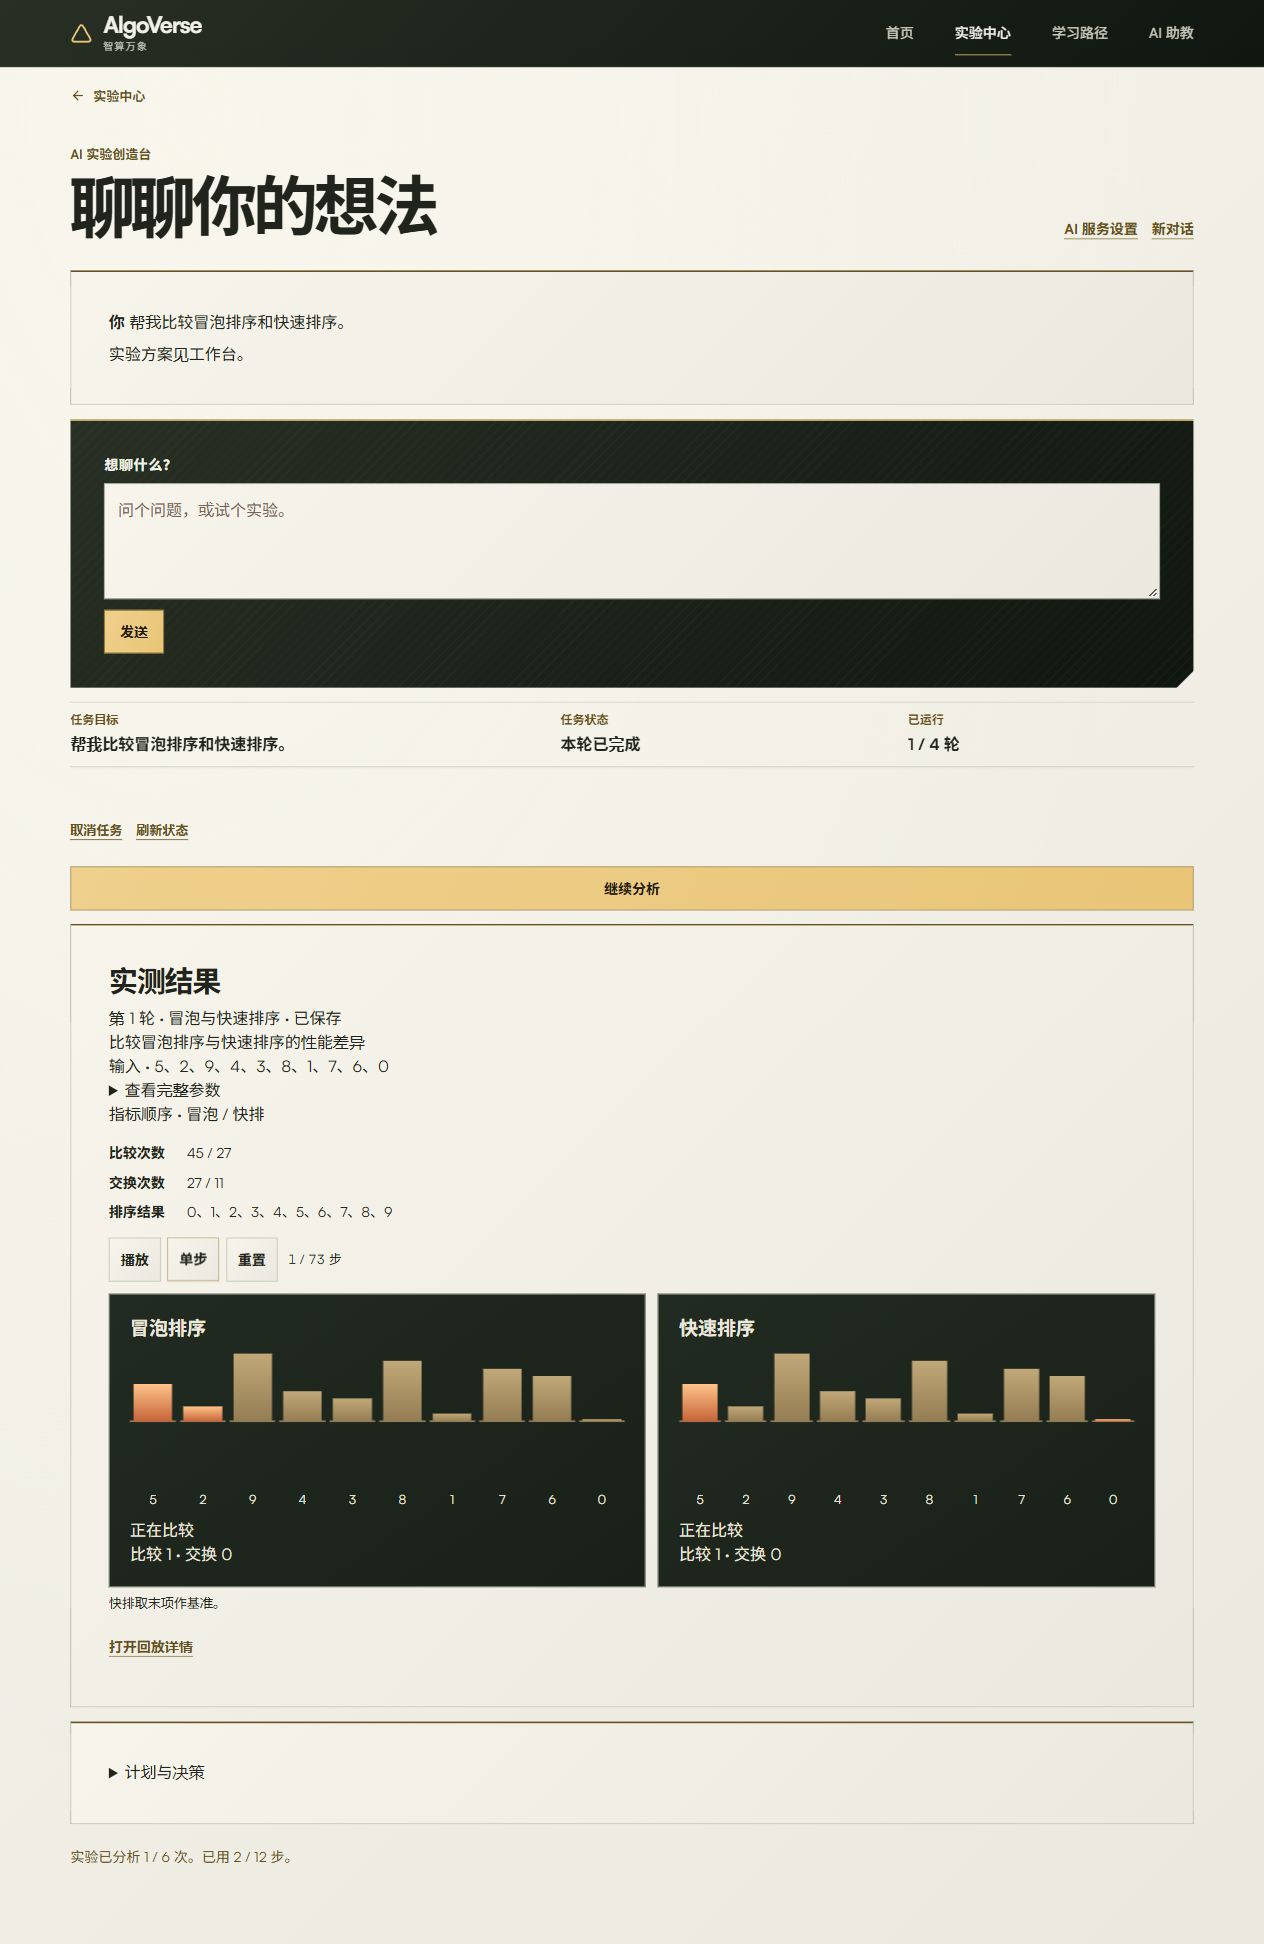 AlgoVerse
智算万象
首页 实验中心 学习路径 AI 助教
← 实验中心
AI 实验创造台
聊聊你的想法
AI 服务设置 新对话
你 帮我比较冒泡排序和快速排序。
实验方案见工作台。
想聊什么?
问个问题，或试个实验。
发送
任务目标 任务状态 已运行
帮我比较冒泡排序和快速排序。 本轮已完成 1 / 4 轮
取消任务 刷新状态
继续分析
实测结果
第 1 轮 · 冒泡与快速排序 · 已保存
比较冒泡排序与快速排序的性能差异
输入 · 5、2、9、4、3、8、1、7、6、0
▶ 查看完整参数
指标顺序 · 冒泡 / 快排
比较次数 45 / 27
交换次数 27 / 11
排序结果 0、1、2、3、4、5、6、7、8、9
播放 单步 重置 1 / 73 步
冒泡排序
5 2 9 4 3 8 1 7 6 0
正在比较
比较 1 · 交换 0
快速排序
5 2 9 4 3 8 1 7 6 0
正在比较
比较 1 · 交换 0
快排取末项作基准。
打开回放详情
▶ 计划与决策
实验已分析 1 / 6 次。已用 2 / 12 步。